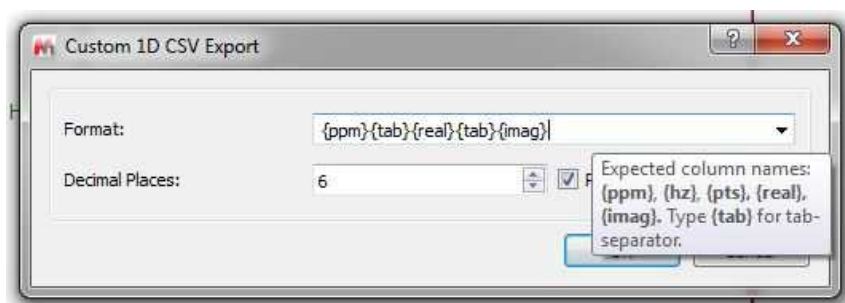 Custom 1D CSV Export
Format:
{ppm}{tab}{real}{tab}{imag}
Decimal Places:
6
Expected column names:
{ppm}, {hz}, {pts}, {real},
{imag}. Type {tab} for tab-
separator.